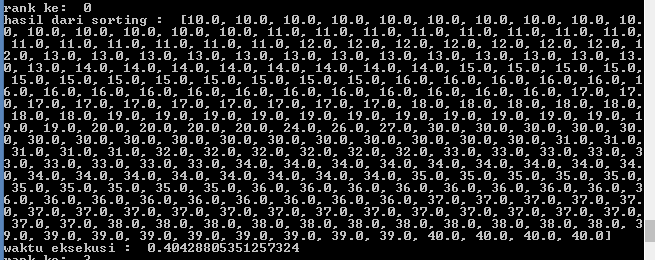 rank ke:  0
hasil dari sorting :  [10.0, 10.0, 10.0, 10.0, 10.0, 10.0, 10.0, 10.0, 10.0, 10.
0, 10.0, 10.0, 10.0, 10.0, 10.0, 11.0, 11.0, 11.0, 11.0, 11.0, 11.0, 11.0, 11.0,
 11.0, 11.0, 11.0, 11.0, 11.0, 12.0, 12.0, 12.0, 12.0, 12.0, 12.0, 12.0, 12.0, 1
2.0, 13.0, 13.0, 13.0, 13.0, 13.0, 13.0, 13.0, 13.0, 13.0, 13.0, 13.0, 13.0, 13.
0, 13.0, 14.0, 14.0, 14.0, 14.0, 14.0, 14.0, 14.0, 14.0, 15.0, 15.0, 15.0, 15.0,
 15.0, 15.0, 15.0, 15.0, 15.0, 15.0, 15.0, 15.0, 16.0, 16.0, 16.0, 16.0, 16.0, 1
6.0, 16.0, 16.0, 16.0, 16.0, 16.0, 16.0, 16.0, 16.0, 16.0, 16.0, 16.0, 17.0, 17.
0, 17.0, 17.0, 17.0, 17.0, 17.0, 17.0, 17.0, 17.0, 18.0, 18.0, 18.0, 18.0, 18.0,
 18.0, 18.0, 19.0, 19.0, 19.0, 19.0, 19.0, 19.0, 19.0, 19.0, 19.0, 19.0, 19.0, 1
9.0, 19.0, 20.0, 20.0, 20.0, 20.0, 24.0, 26.0, 27.0, 30.0, 30.0, 30.0, 30.0, 30.
0, 30.0, 30.0, 30.0, 30.0, 30.0, 30.0, 30.0, 30.0, 30.0, 30.0, 30.0, 31.0, 31.0,
 31.0, 31.0, 31.0, 32.0, 32.0, 32.0, 32.0, 32.0, 32.0, 33.0, 33.0, 33.0, 33.0, 3
3.0, 33.0, 33.0, 33.0, 33.0, 34.0, 34.0, 34.0, 34.0, 34.0, 34.0, 34.0, 34.0, 34.
0, 34.0, 34.0, 34.0, 34.0, 34.0, 34.0, 34.0, 34.0, 35.0, 35.0, 35.0, 35.0, 35.0,
 35.0, 35.0, 35.0, 35.0, 35.0, 36.0, 36.0, 36.0, 36.0, 36.0, 36.0, 36.0, 36.0, 3
6.0, 36.0, 36.0, 36.0, 36.0, 36.0, 37.0, 37.0, 37.0, 37.0, 37.0, 37.0, 37.0, 37.
0, 37.0, 37.0, 37.0, 37.0, 37.0, 37.0, 37.0, 37.0, 37.0, 37.0, 37.0, 37.0, 37.0,
 37.0, 37.0, 38.0, 38.0, 38.0, 38.0, 38.0, 38.0, 38.0, 38.0, 38.0, 38.0, 38.0, 3
9.0, 39.0, 39.0, 39.0, 39.0, 39.0, 39.0, 39.0, 39.0, 40.0, 40.0, 40.0, 40.0]
waktu eksekusi :  0.40428805351257324